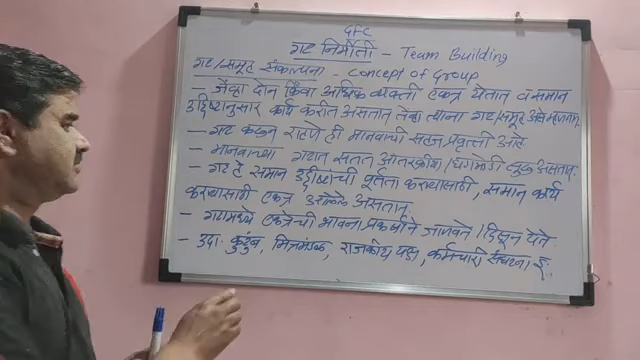 GFC
गट निर्मिती - Team Building
गट/समूह संकल्पना - Concept of Group
- जेंव्हा दोन किंवा अधिक व्यक्ती एकत्र येतात व समान
उद्दिष्टानुसार कार्य करीत असतात तेंव्हा त्यांना गट/समूह असे म्हणतात.
- गट करून राहणे ही मानवाची सहज प्रवृत्ती आहे.
- मानवाच्या गटात सतत आंतरक्रीया/घडामोडी सुरू असतात.
- गट हे समान उद्दीष्टांची पूर्तता करण्यासाठी, समान कार्य
करण्यासाठी एकत्र आलेले असतात.
- गटामध्ये एकत्रेची भावना प्रकर्षाने जाणवते/दिसून येते
- उदा. कुटुंब, मित्रमंडळ, राजकीय पक्ष, कर्मचारी संघटना इ.